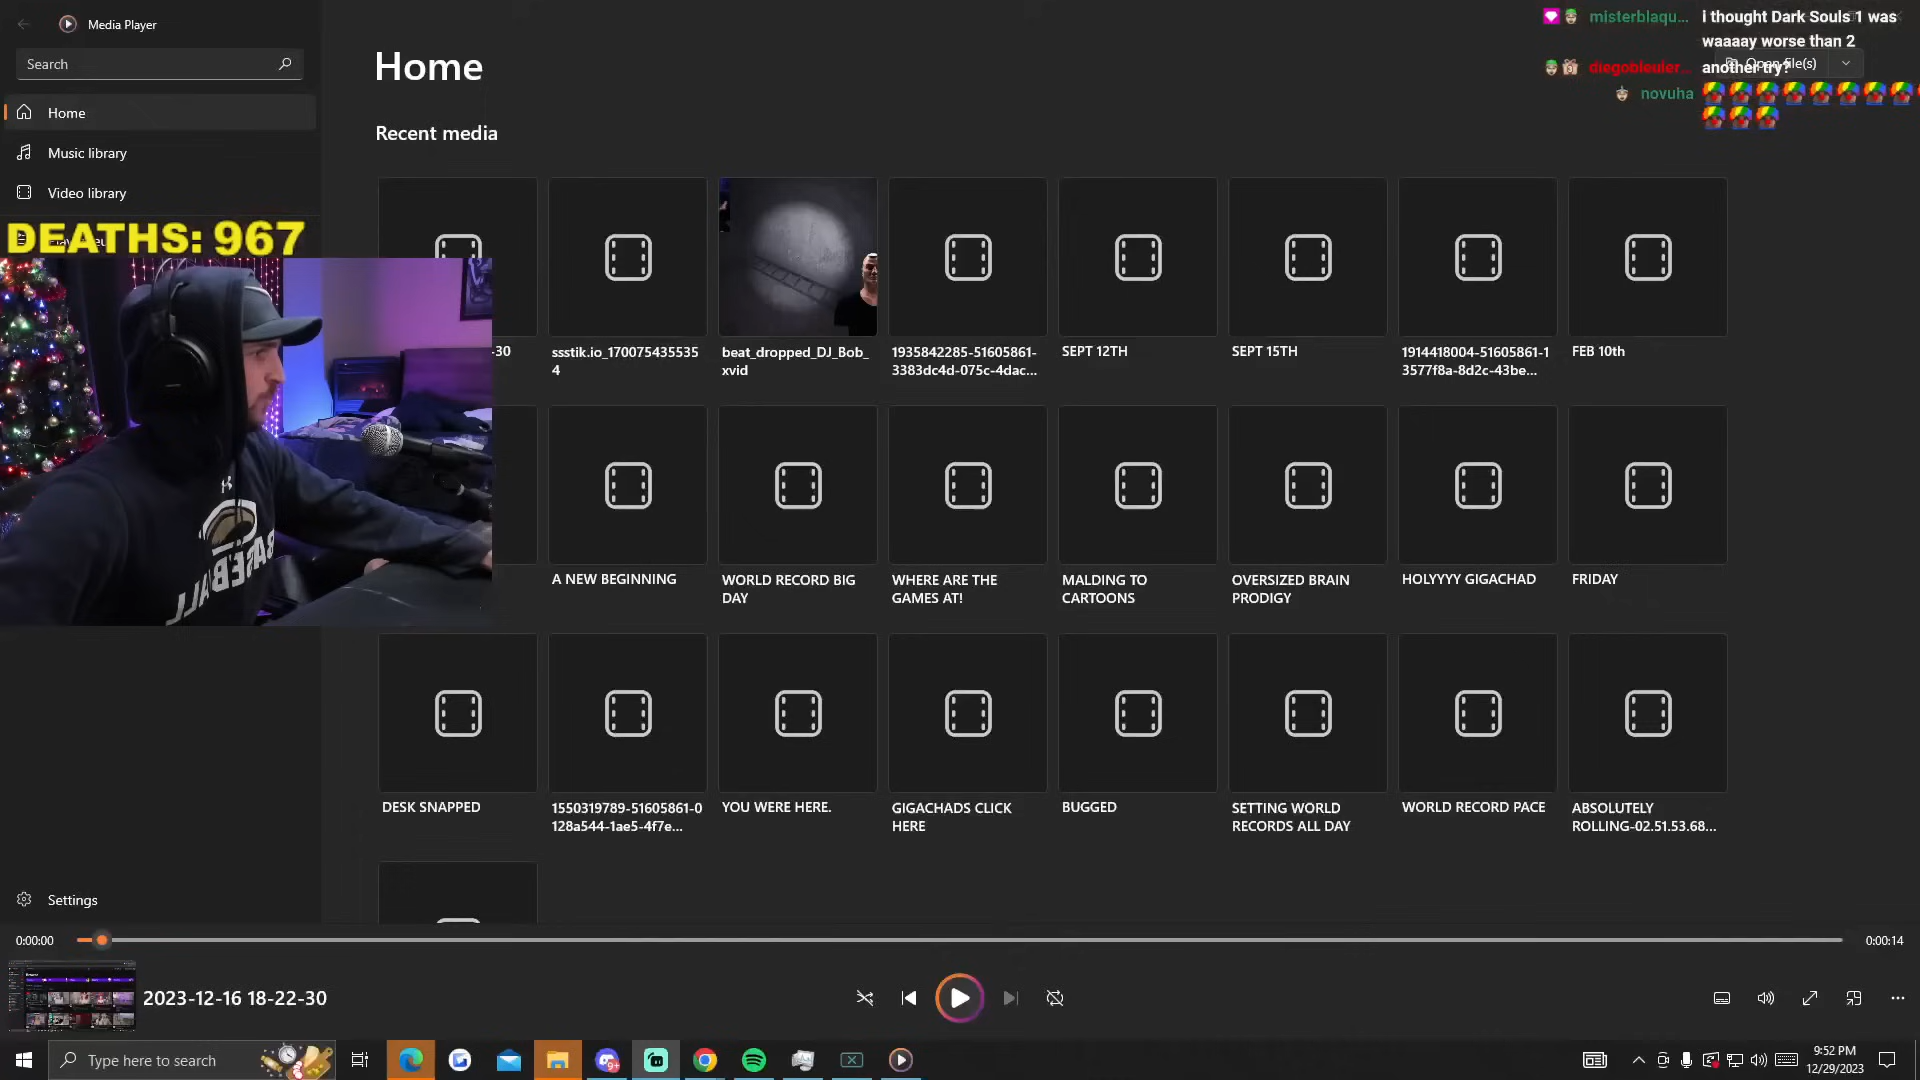 Media Player
misterblaqu... i thought Dark Souls 1 was
waaaay worse than 2
diegobleuler... another try?
novuha
Search
Open file(s)
Home
Home
Recent media
Music library
Video library
DEATHS: 967
-30
ssstik.io_170075435535
4
beat_dropped_DJ_Bob_
xvid
1935842285-51605861-
3383dc4d-075c-4dac...
SEPT 12TH
SEPT 15TH
1914418004-51605861-1
3577f8a-8d2c-43be...
FEB 10th
BASEBALL
A NEW BEGINNING
WORLD RECORD BIG
DAY
WHERE ARE THE
GAMES AT!
MALDING TO
CARTOONS
OVERSIZED BRAIN
PRODIGY
HOLYYYY GIGACHAD
FRIDAY
DESK SNAPPED
1550319789-51605861-0
128a544-1ae5-4f7e...
YOU WERE HERE.
GIGACHADS CLICK
HERE
BUGGED
SETTING WORLD
RECORDS ALL DAY
WORLD RECORD PACE
ABSOLUTELY
ROLLING-02.51.53.68...
Settings
0:00:00
0:00:14
2023-12-16 18-22-30
Type here to search
9+
9:52 PM
12/29/2023